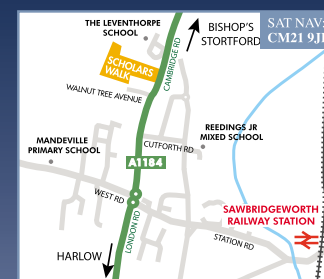 THE LEVENTHORPE
SCHOOL
BISHOP'S
STORTFORD
SAT NAV:
CM21 9J
CAMBRIDGE RD
SCHOLARS
WALK
WALNUT TREE AVENUE
MANDEVILLE
PRIMARY SCHOOL
CUTFORTH RD
REEDINGS JR
MIXED SCHOOL
A1184
WEST RD
LONDON RD
SAWBRIDGEWORTH
RAILWAY STATION
STATION RD
HARLOW